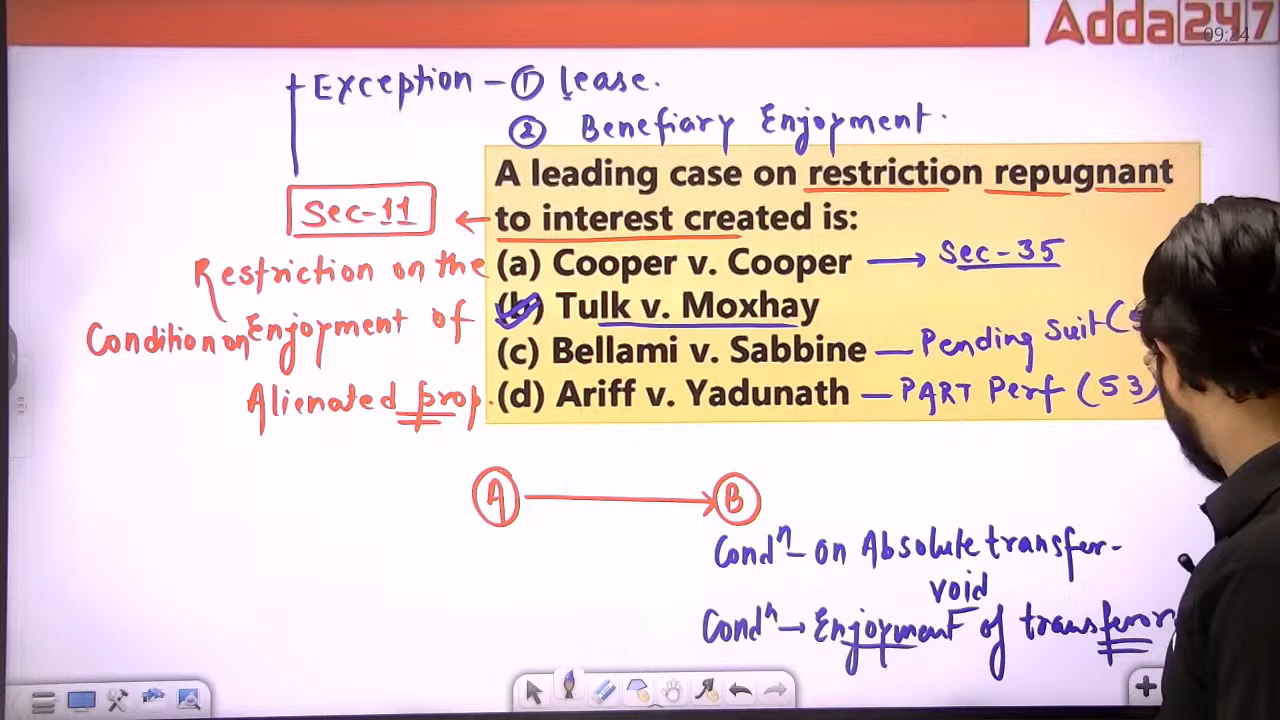 Adda247
09:24
Exception - ① Lease.
② Benefiary Enjoyment.
A leading case on restriction repugnant
to interest created is:
Sec-11
(a) Cooper v. Cooper → Sec-35
Restriction on the
(b) Tulk v. Moxhay
Condition on Enjoyment of
(c) Bellami v. Sabbine — Pending Suit (
(d) Ariff v. Yadunath — PART Perf (53)
Alienated prop.
A → B
Condⁿ - on Absolute transfer -
void
Condⁿ → Enjoyment of transferor